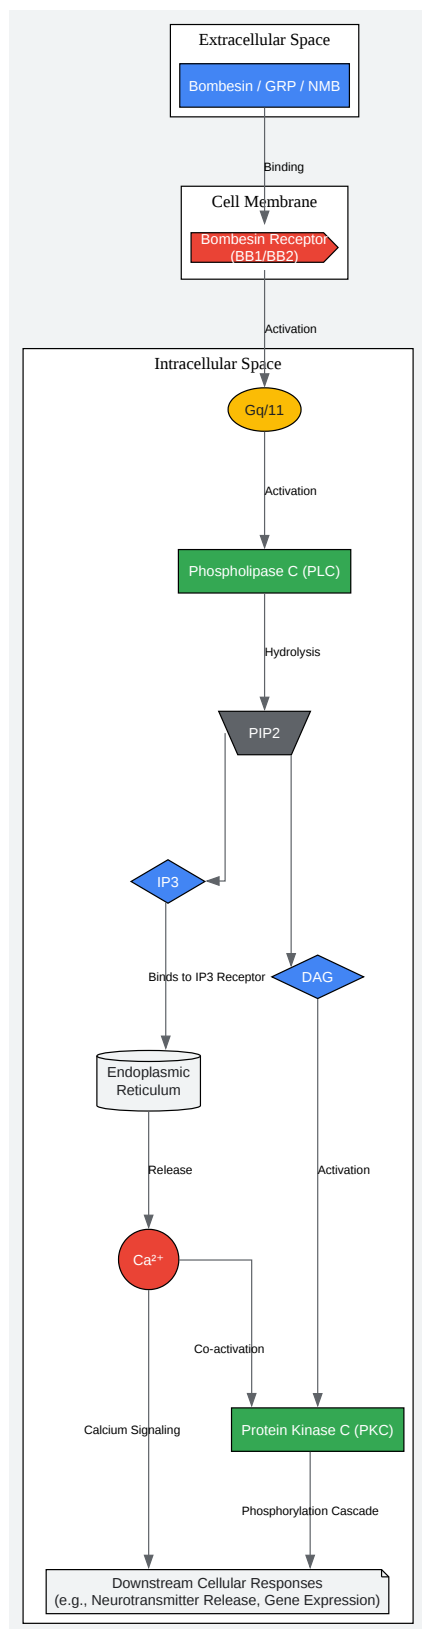 Extracellular Space
Bombesin / GRP / NMB
Binding
Cell Membrane
Bombesin Receptor
(BB1/BB2)
Activation
Intracellular Space
Gq/11
Activation
Phospholipase C (PLC)
Hydrolysis
PIP2
IP3
Binds to IP3 Receptor
DAG
Endoplasmic
Reticulum
Release
Activation
Ca²⁺
Co-activation
Calcium Signaling
Protein Kinase C (PKC)
Phosphorylation Cascade
Downstream Cellular Responses
(e.g., Neurotransmitter Release, Gene Expression)